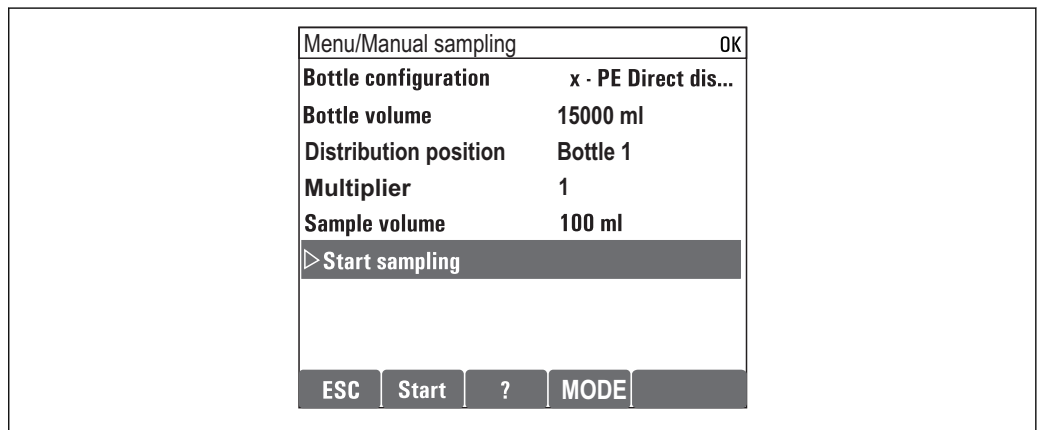 Menu/Manual sampling OK
Bottle configuration x - PE Direct dis...
Bottle volume 15000 ml
Distribution position Bottle 1
Multiplier 1
Sample volume 100 ml
Start sampling
ESC Start ? MODE